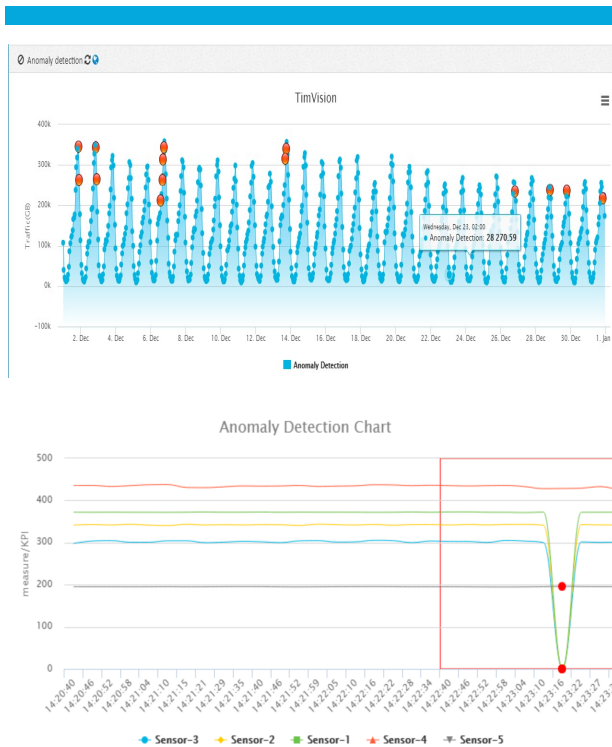 Anomaly detection
TimVision
400k
300k
200k
100k
0k
-100k
Traffic(GB)
Wednesday, Dec 23, 02:00
Anomaly Detection: 28 270.59
2. Dec 4. Dec 6. Dec 8. Dec 10. Dec 12. Dec 14. Dec 16. Dec 18. Dec 20. Dec 22. Dec 24. Dec 26. Dec 28. Dec 30. Dec 1. Jan
Anomaly Detection
Anomaly Detection Chart
500
400
300
200
100
0
measure/KPI
14:20:40 14:20:46 14:20:52 14:20:58 14:21:04 14:21:10 14:21:15 14:21:21 14:21:29 14:21:35 14:21:40 14:21:46 14:21:52 14:21:59 14:22:05 14:22:10 14:22:16 14:22:22 14:22:28 14:22:34 14:22:40 14:22:46 14:22:52 14:22:58 14:23:04 14:23:10 14:23:16 14:23:22 14:23:27
Sensor-3 Sensor-2 Sensor-1 Sensor-4 Sensor-5